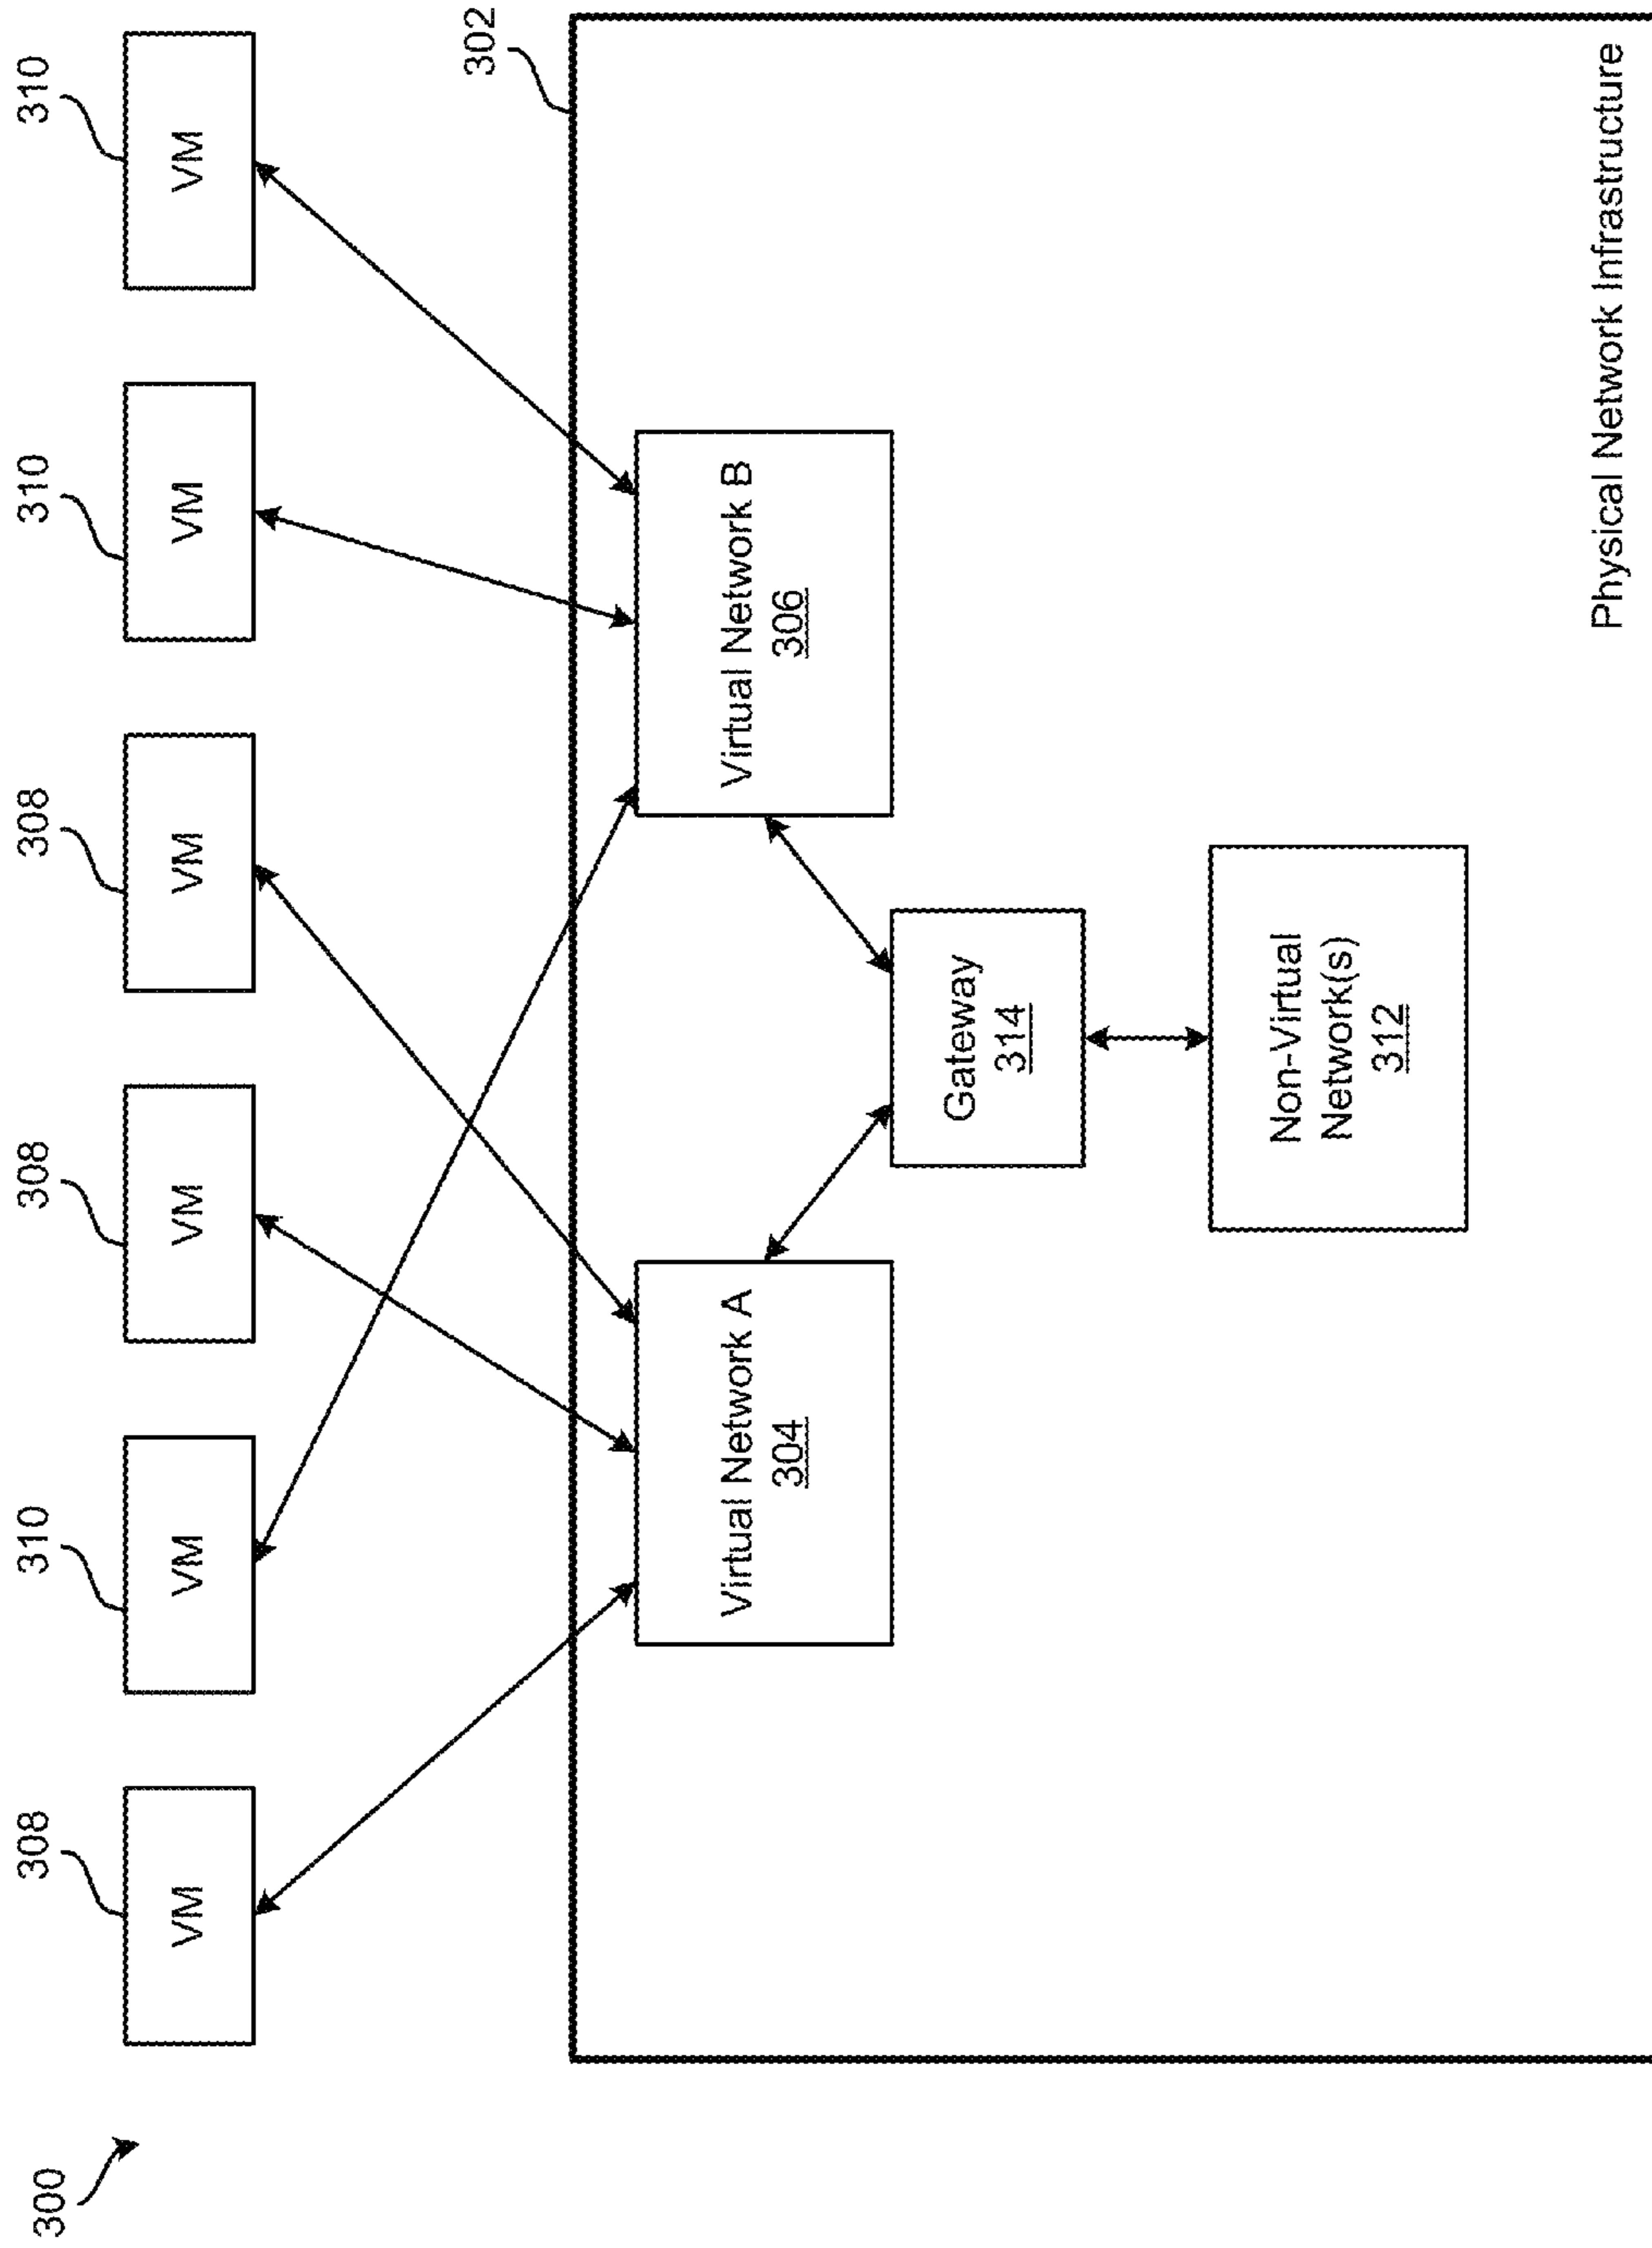 300
308
310
308
308
310
310
VM
VM
VM
VM
VM
VM
302
Virtual Network A
304
Virtual Network B
306
Gateway
314
Non-Virtual
Network(s)
312
Physical Network Infrastructure